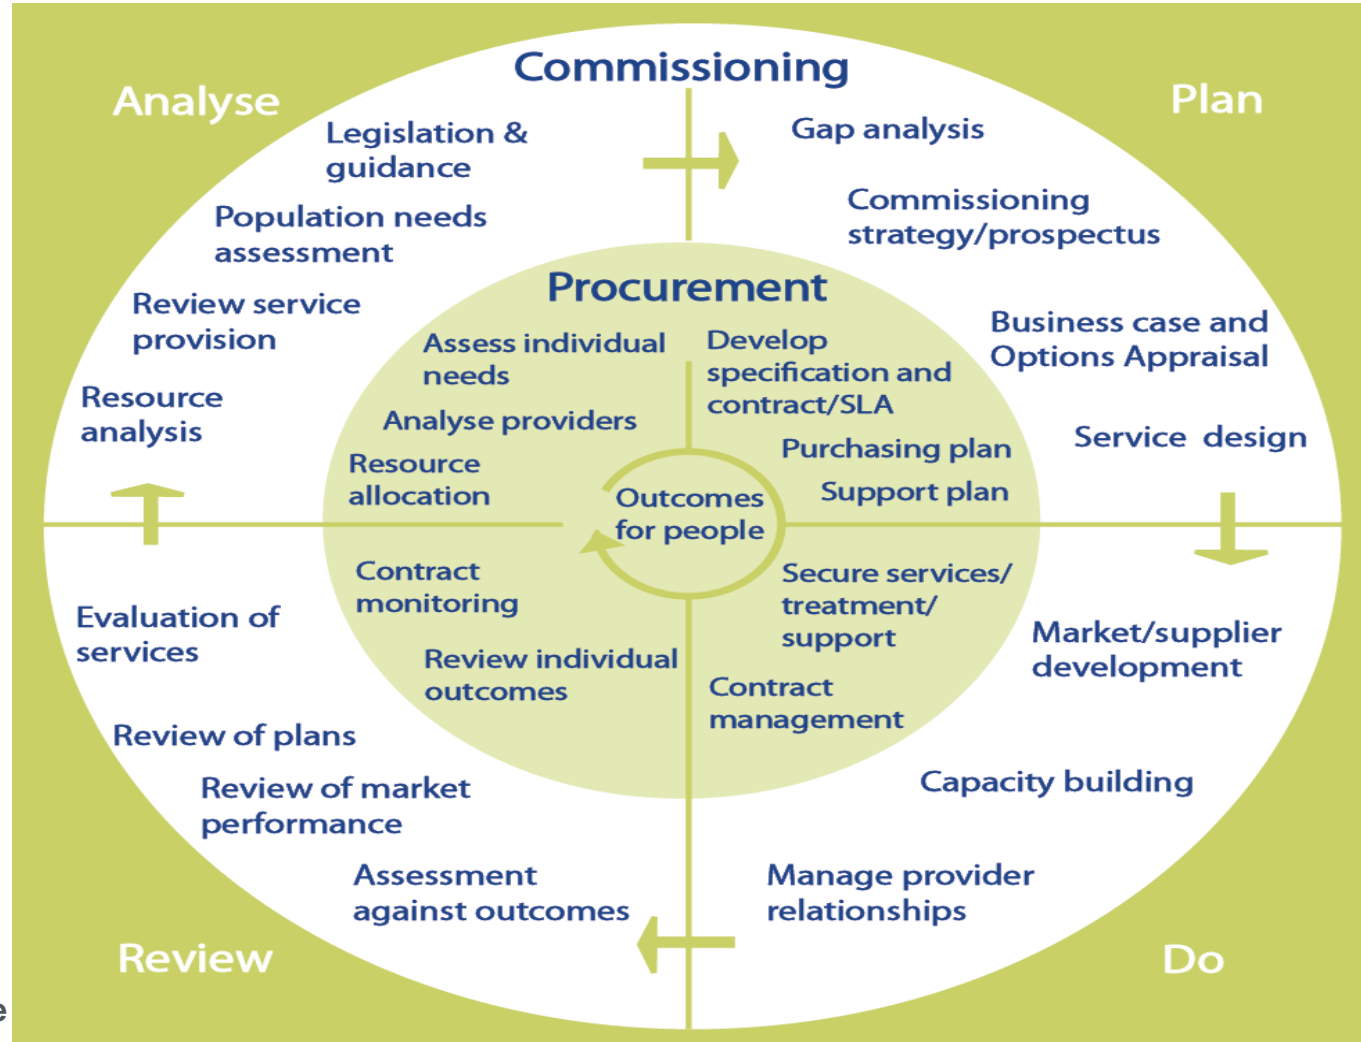 Commissioning
Analyse
Plan
Legislation &
guidance
Population needs
assessment
Review service
provision
Resource
analysis
Gap analysis
Commissioning
strategy/prospectus
Business case and
Options Appraisal
Service design
Procurement
Assess individual
needs
Analyse providers
Resource
allocation
Develop
specification and
contract/SLA
Purchasing plan
Support plan
Outcomes
for people
Contract
monitoring
Review individual
outcomes
Secure services/
treatment/
support
Contract
management
Evaluation of
services
Review of plans
Review of market
performance
Assessment
against outcomes
Market/supplier
development
Capacity building
Manage provider
relationships
Review
Do
e